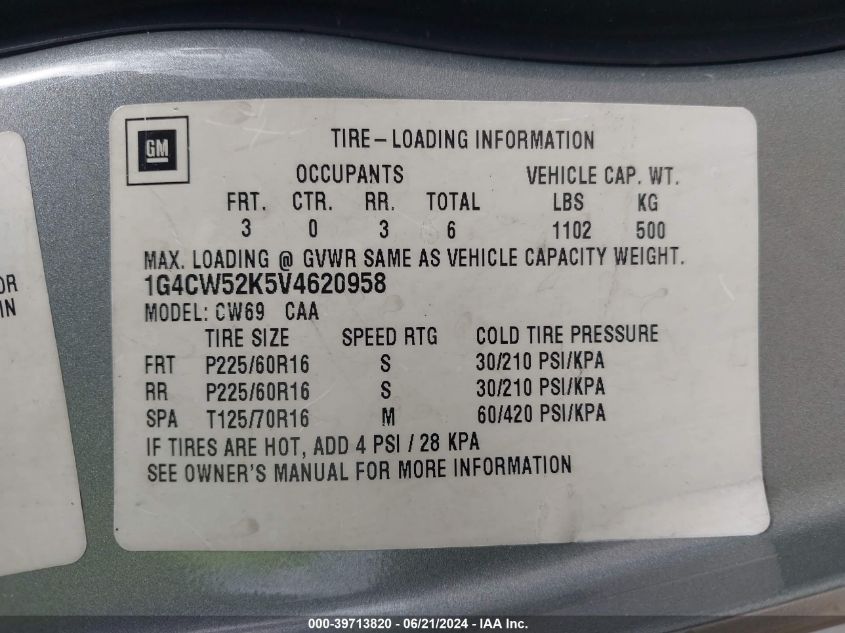 GM
TIRE-LOADING INFORMATION
OCCUPANTS VEHICLE CAP. WT.
FRT. CTR. RR. TOTAL LBS KG
3 0 3 6 1102 500
MAX. LOADING @ GVWR SAME AS VEHICLE CAPACITY WEIGHT.
1G4CW52K5V4620958
MODEL: CW69 CAA
TIRE SIZE SPEED RTG COLD TIRE PRESSURE
FRT P225/60R16 S 30/210 PSI/KPA
RR P225/60R16 S 30/210 PSI/KPA
SPA T125/70R16 M 60/420 PSI/KPA
IF TIRES ARE HOT, ADD 4 PSI / 28 KPA
SEE OWNER'S MANUAL FOR MORE INFORMATION
OR
IN
000-39713820 - 06/21/2024 - IAA Inc.